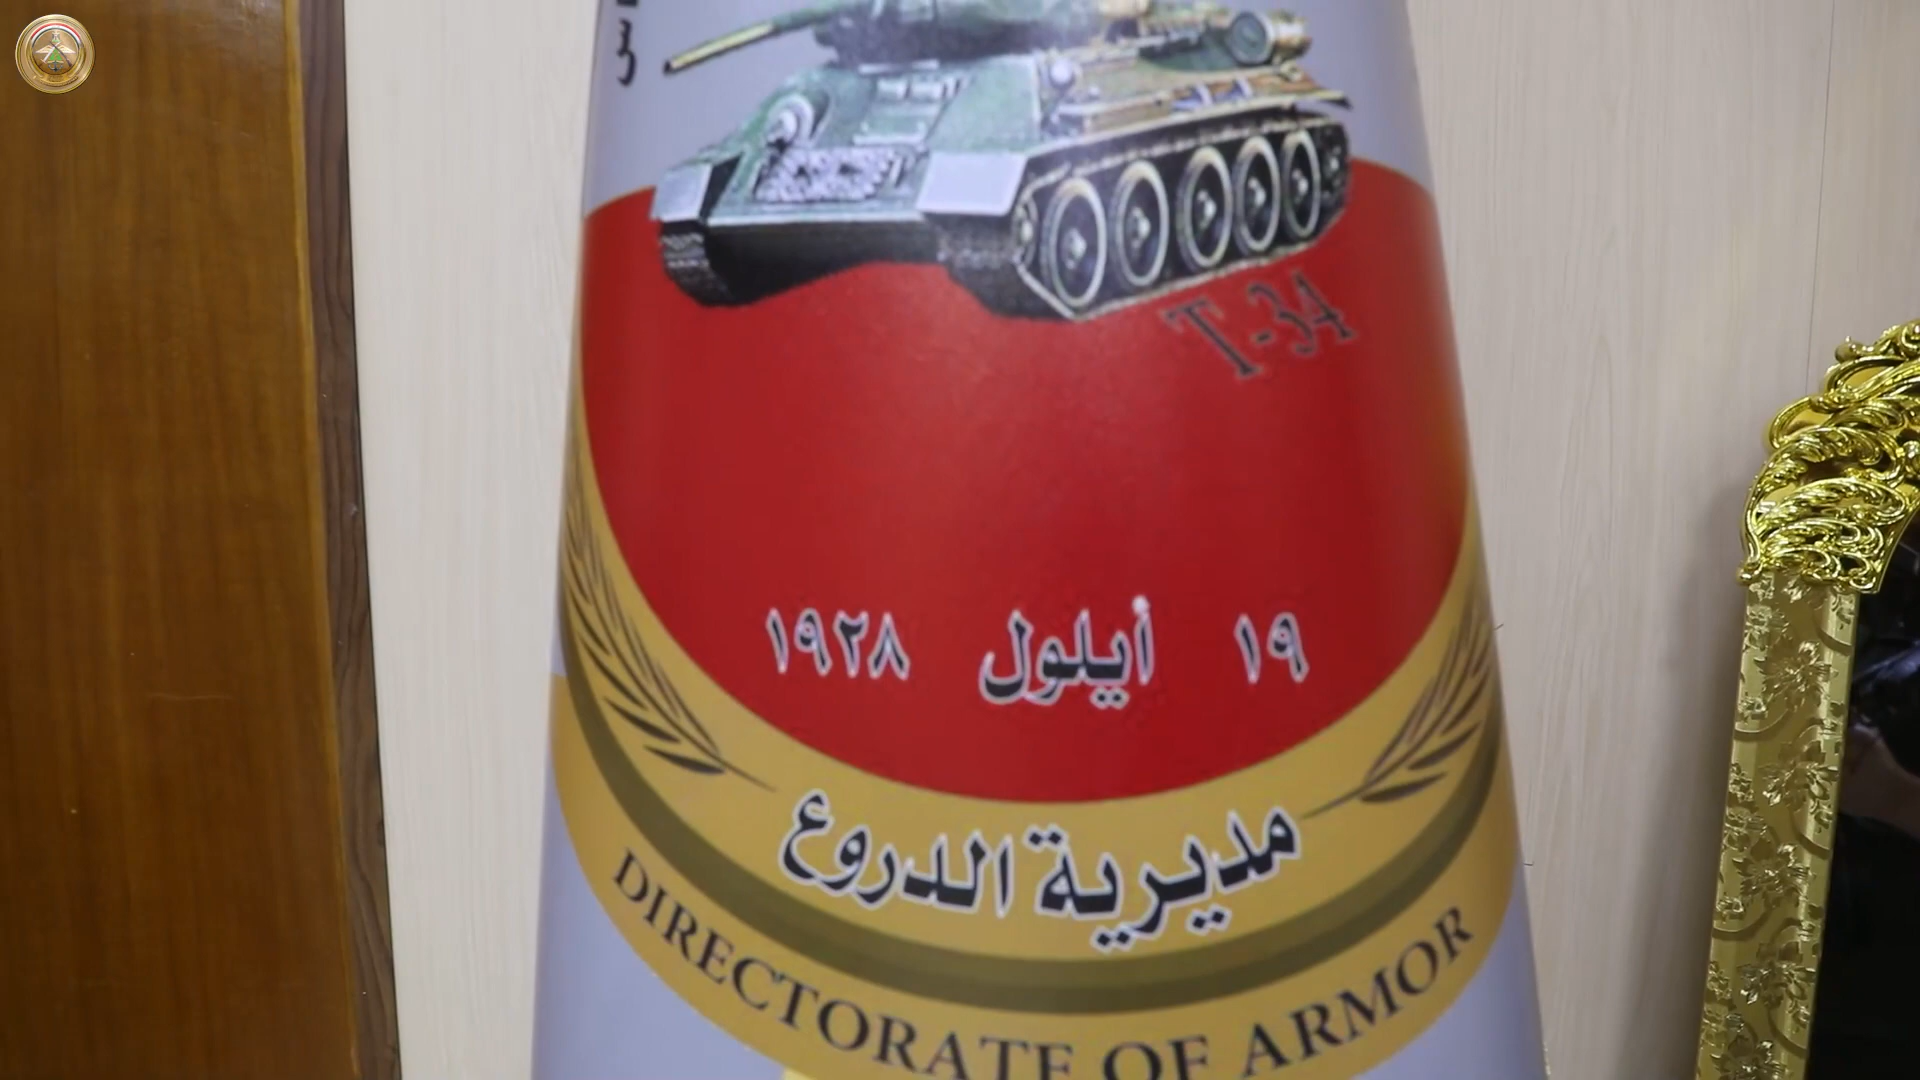 T-34
١٩ أيلول ١٩٢٨
مديرية الدروع
DIRECTORATE OF ARMOR